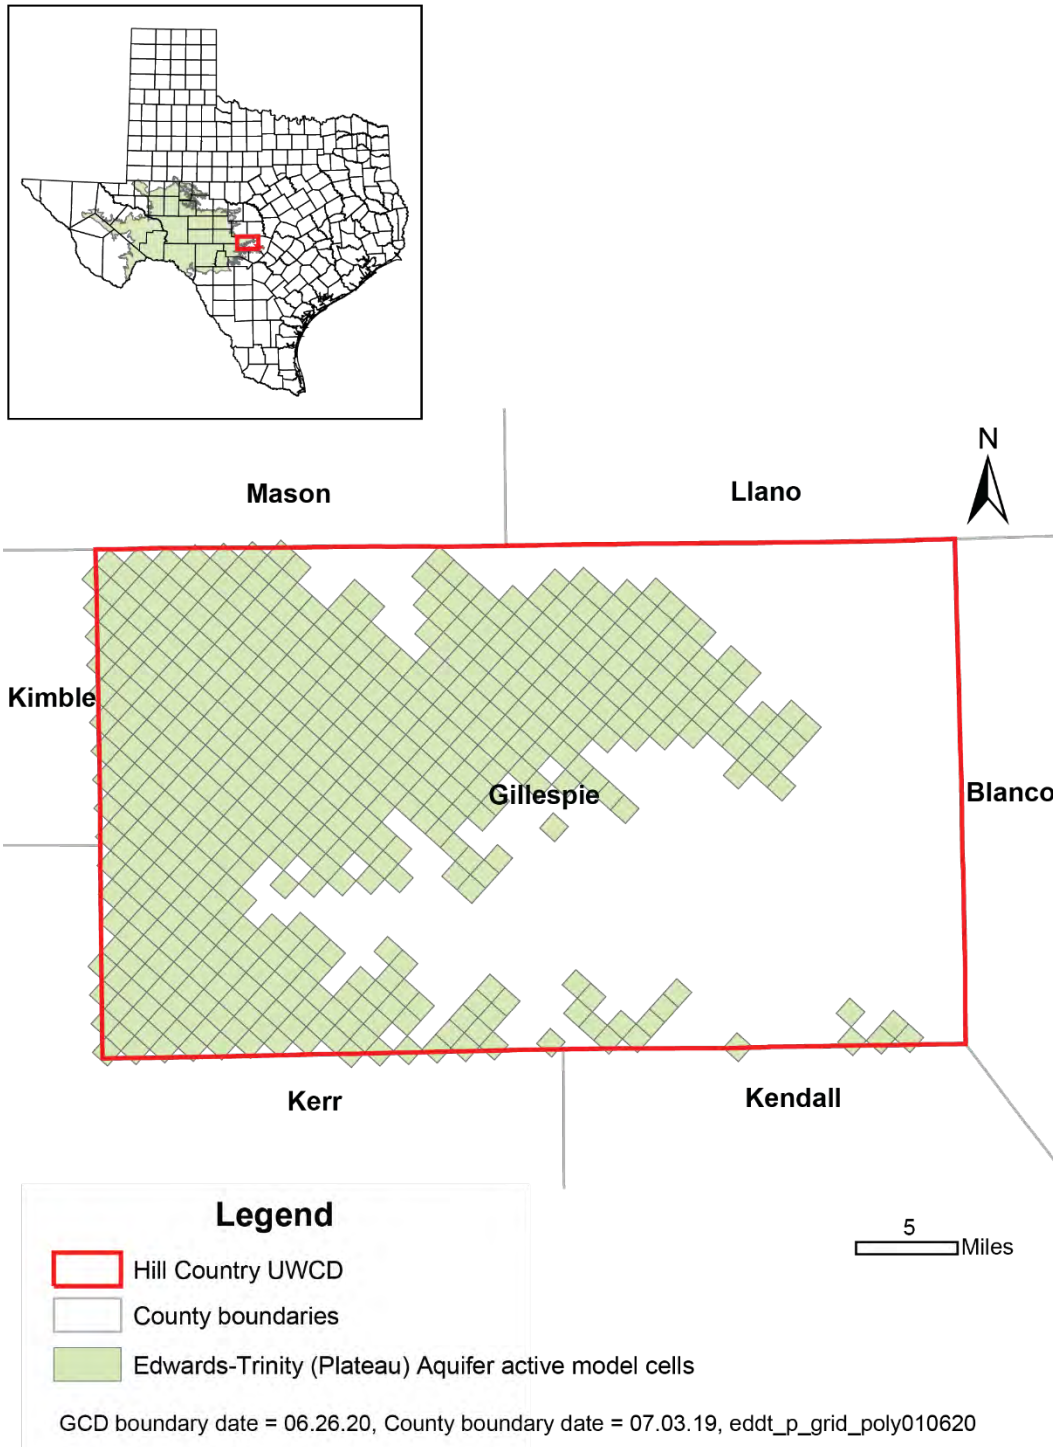 N
Mason
Llano
Kimble
Gillespie
Blanco
Kerr
Kendall
5
Miles
Legend
Hill Country UWCD
County boundaries
Edwards-Trinity (Plateau) Aquifer active model cells
GCD boundary date = 06.26.20, County boundary date = 07.03.19, eddt_p_grid_poly010620